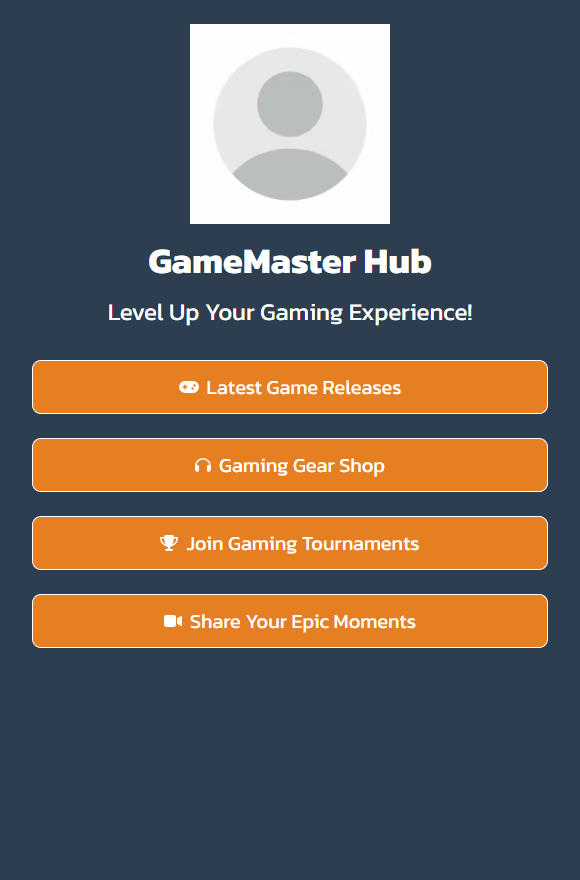 GameMaster Hub
Level Up Your Gaming Experience!
Latest Game Releases
Gaming Gear Shop
Join Gaming Tournaments
Share Your Epic Moments